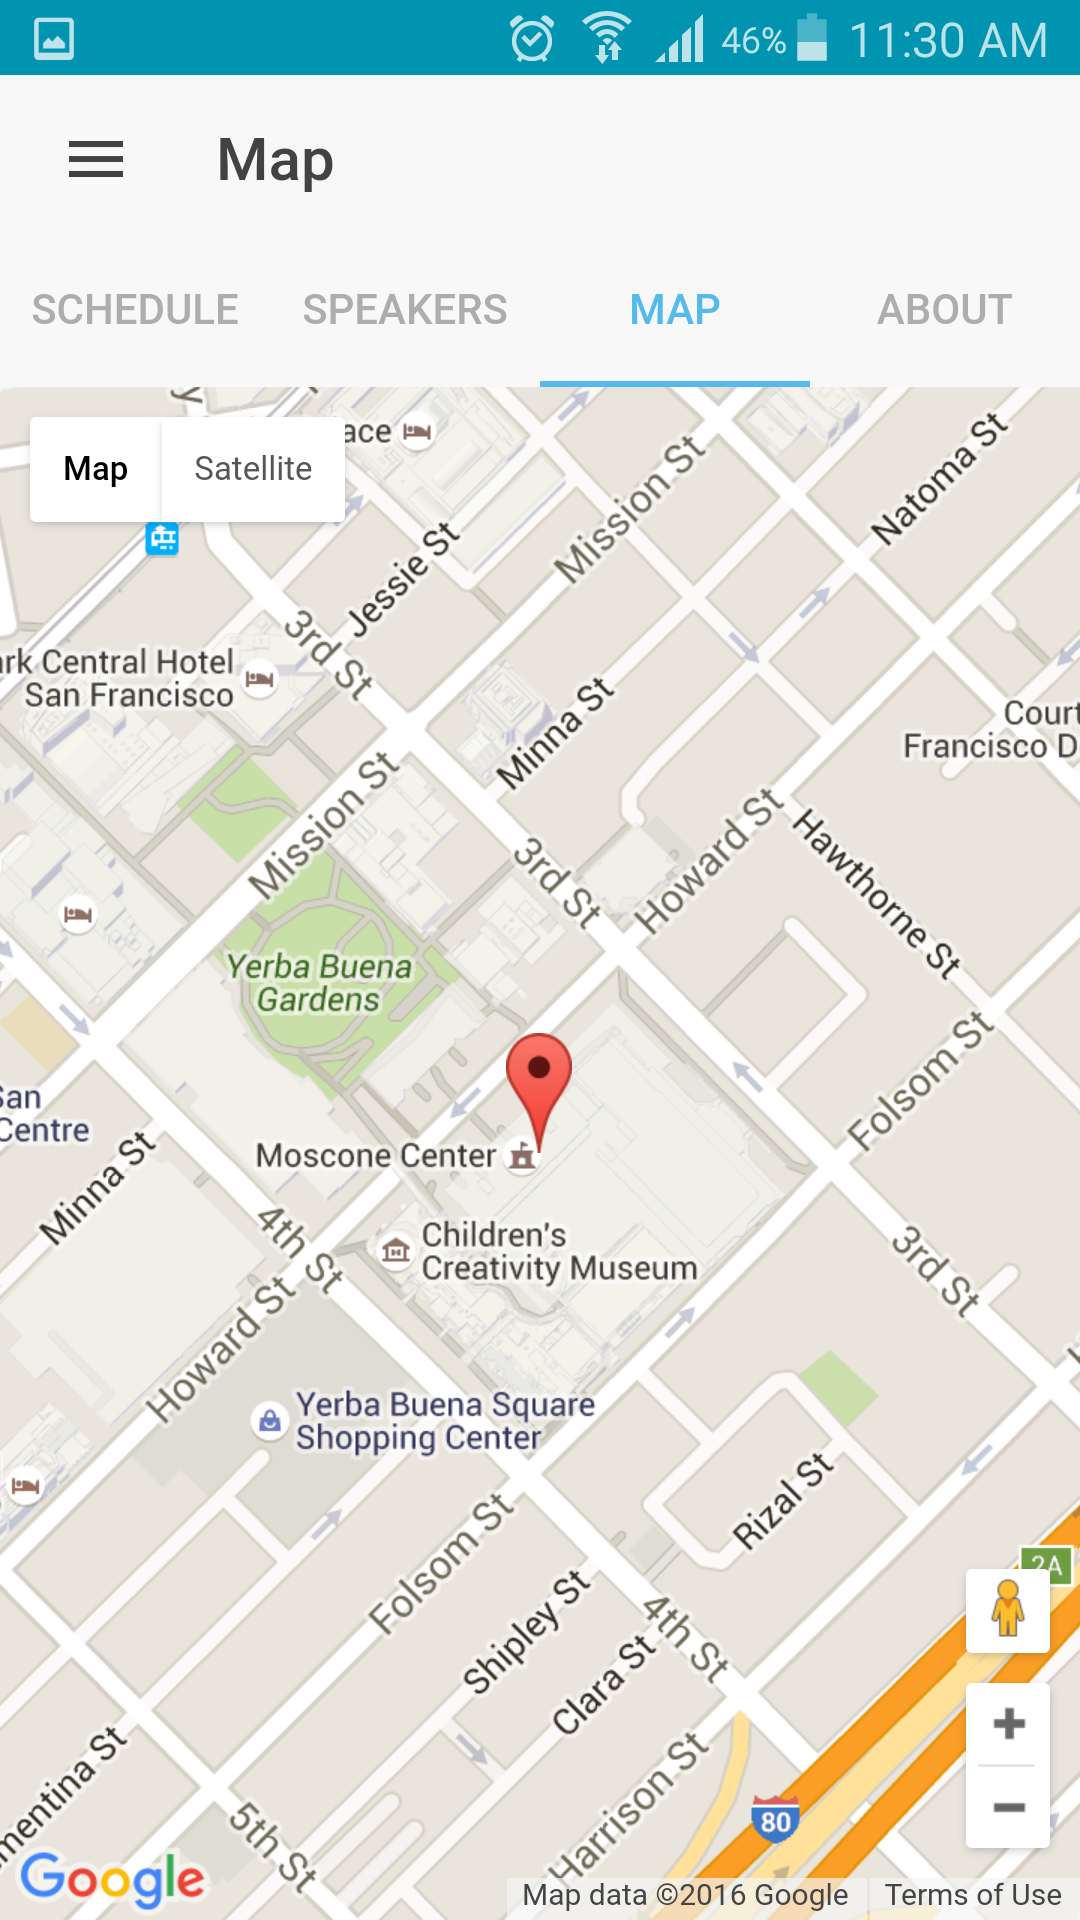 46% 11:30 AM
Map
SCHEDULE SPEAKERS MAP ABOUT
Map Satellite
ace
Natoma St
Mission St
Jessie St
3rd St
rk Central Hotel
San Francisco
Minna St
Court
Francisco D
Mission St
3rd St
Howard St
Hawthorne St
Yerba Buena
Gardens
Folsom St
San
Centre
Minna St
Moscone Center
4th St
Children's
Creativity Museum
3rd St
Howard St
Yerba Buena Square
Shopping Center
Rizal St
Folsom St
2A
Shipley St
4th St
Clara St
Harrison St
mentina St
5th St
80
Google
Map data ©2016 Google Terms of Use